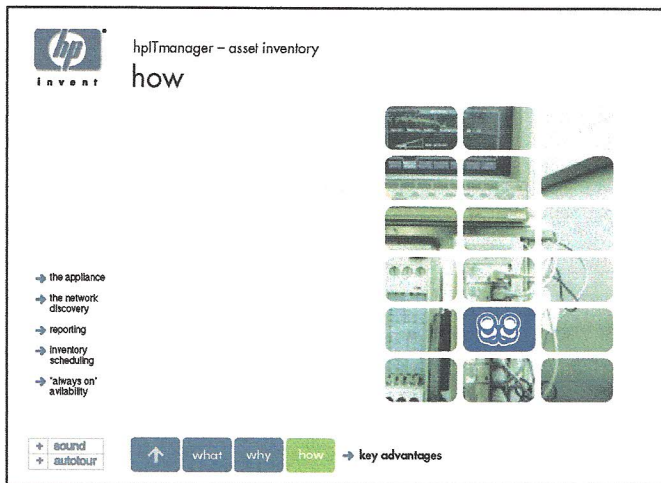 hp
invent
hpITmanager – asset inventory
how
the appliance
the network
discovery
reporting
inventory
scheduling
"always on"
avilability
+ sound
+ autotour
what
why
how
key advantages